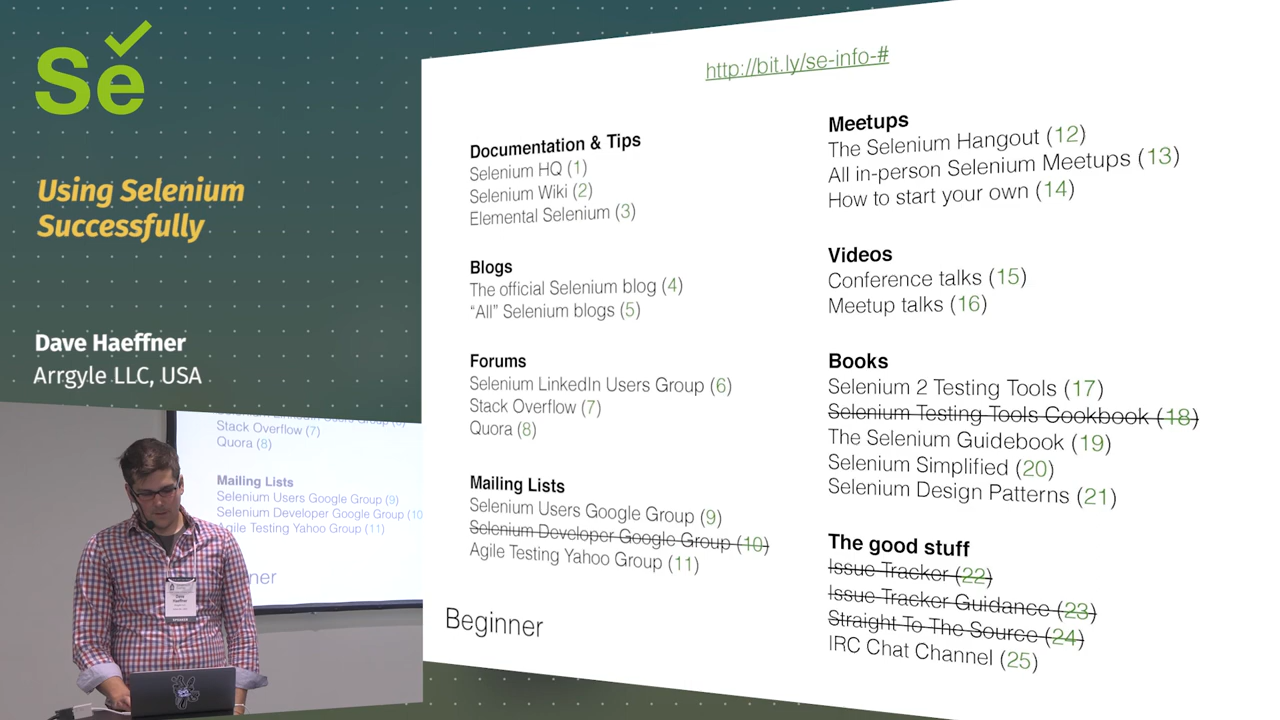 Se
Using Selenium
Successfully
Dave Haeffner
Arrgyle LLC, USA
http://bit.ly/se-info-#
Documentation & Tips
Selenium HQ (1)
Selenium Wiki (2)
Elemental Selenium (3)
Blogs
The official Selenium blog (4)
“All” Selenium blogs (5)
Forums
Selenium LinkedIn Users Group (6)
Stack Overflow (7)
Quora (8)
Mailing Lists
Selenium Users Google Group (9)
Selenium Developer Google Group (10)
Agile Testing Yahoo Group (11)
Beginner
Meetups
The Selenium Hangout (12)
All in-person Selenium Meetups (13)
How to start your own (14)
Videos
Conference talks (15)
Meetup talks (16)
Books
Selenium 2 Testing Tools (17)
Selenium Testing Tools Cookbook (18)
The Selenium Guidebook (19)
Selenium Simplified (20)
Selenium Design Patterns (21)
The good stuff
Issue Tracker (22)
Issue Tracker Guidance (23)
Straight To The Source (24)
IRC Chat Channel (25)
Stack Overflow (7)
Quora (8)
Mailing Lists
Selenium Users Google Group (9)
Selenium Developer Google Group (10
Agile Testing Yahoo Group (11)
ner
Dave
Haeffner
SPEAKER